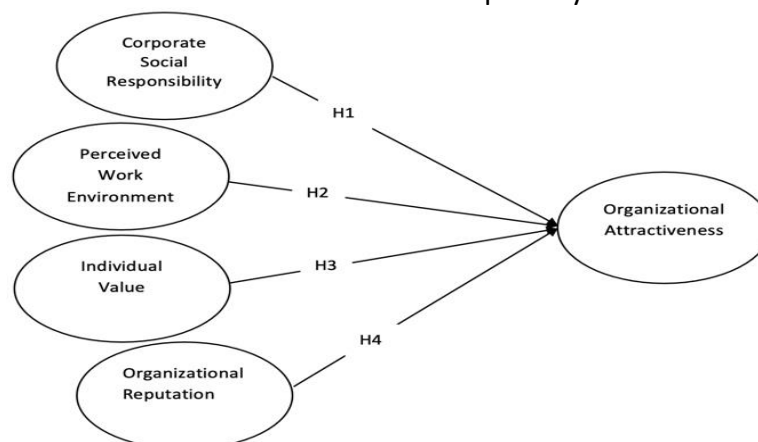 Corporate
Social
Responsibility
H1
Perceived
Work
Environment
H2
Organizational
Attractiveness
Individual
Value
H3
H4
Organizational
Reputation